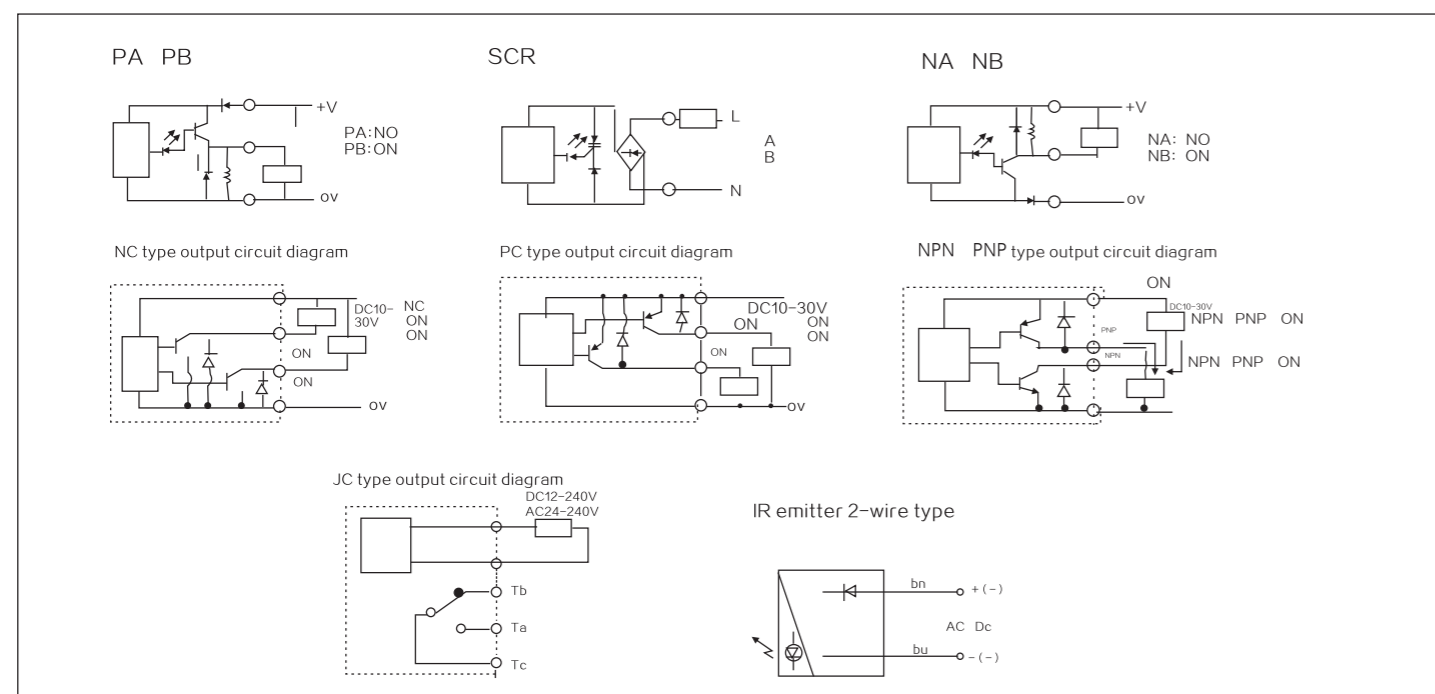 PA PB
+V
PA:NO
PB:ON
ov
SCR
L
A
B
N
NA NB
+V
NA: NO
NB: ON
ov
NC type output circuit diagram
DC10-
30V
NC
ON
ON
ON
ON
ov
PC type output circuit diagram
DC10-30V
ON
ON
ON
ON
ov
NPN PNP type output circuit diagram
ON
DC10-30V
NPN PNP ON
PNP
NPN
NPN PNP ON
JC type output circuit diagram
DC12-240V
AC24-240V
Tb
Ta
Tc
IR emitter 2-wire type
bn
+(-)
AC Dc
bu
-(-)